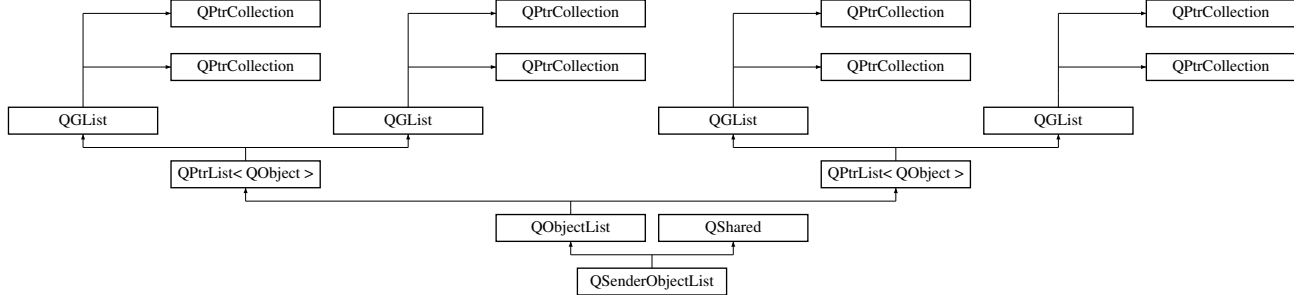 QPtrCollection QPtrCollection QPtrCollection QPtrCollection
QPtrCollection QPtrCollection QPtrCollection QPtrCollection
QGList QGList QGList QGList
QPtrList< QObject > QPtrList< QObject >
QObjectList QShared
QSenderObjectList